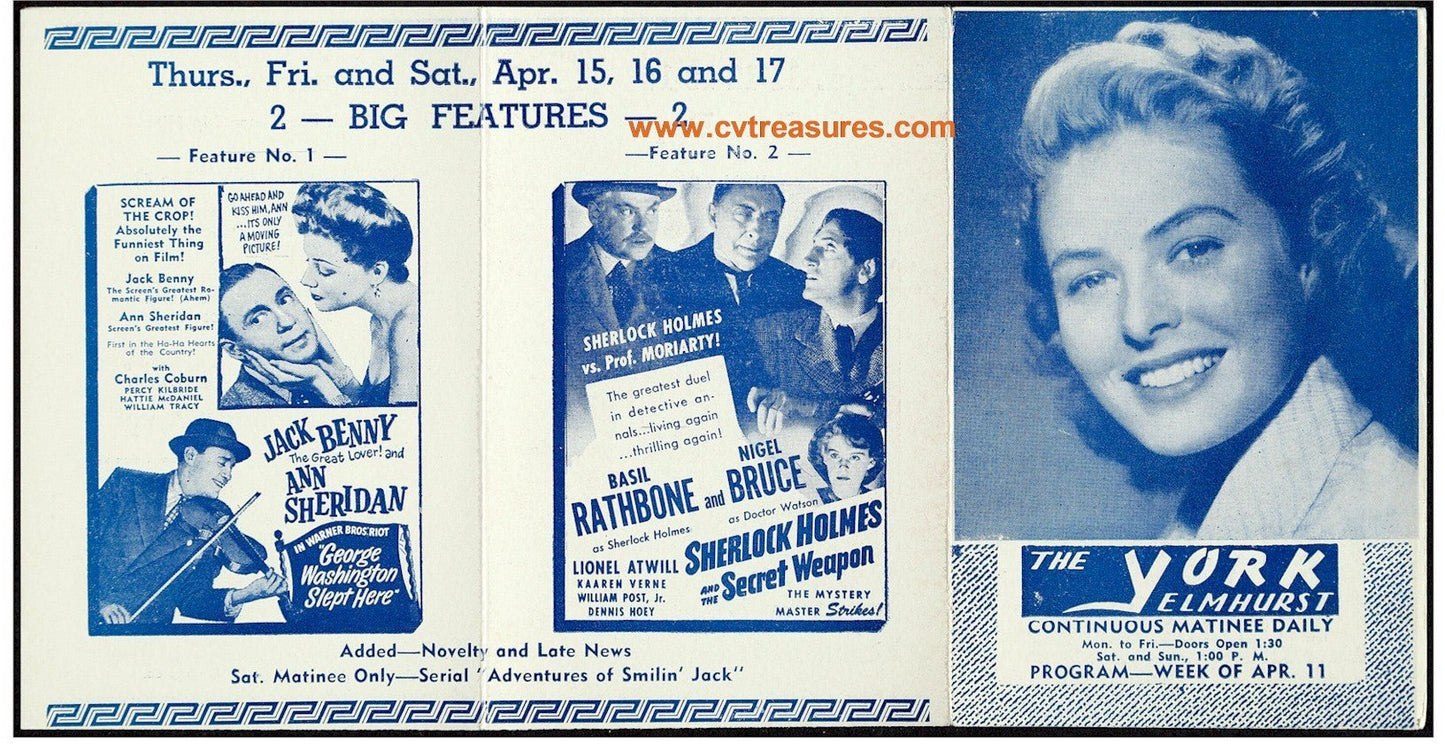 Thurs., Fri. and Sat., Apr. 15, 16 and 17
2 — BIG FEATURES — 2
www.cvtreasures.com
— Feature No. 1 —
SCREAM OF
THE CROP!
Absolutely the
Funniest Thing
on Film!
Jack Benny
The Screen's Greatest Ro-
mantic Figure! (Ahem)
Ann Sheridan
Screen's Greatest Figure!
First in the Ha-Ha Hearts
of the Country!
with
Charles Coburn
PERCY KILBRIDE
HATTIE McDANIEL
WILLIAM TRACY
GO AHEAD AND
KISS HIM, ANN
...ITS ONLY
A MOVING
PICTURE!
JACK BENNY
The Great Lover! and
ANN
SHERIDAN
IN WARNER BROS.' RIOT
"George
Washington
Slept Here"
—Feature No. 2 —
SHERLOCK HOLMES
vs. Prof. MORIARTY!
The greatest duel
in detective an-
nals...living again
...thrilling again!
BASIL
RATHBONE and
NIGEL
BRUCE
as Sherlock Holmes
as Doctor Watson
LIONEL ATWILL
KAAREN VERNE
WILLIAM POST, Jr.
DENNIS HOEY
SHERLOCK HOLMES
AND THE Secret Weapon
THE MYSTERY
MASTER Strikes!
Added—Novelty and Late News
Sat. Matinee Only—Serial "Adventures of Smilin' Jack"
THE YORK
ELMHURST
CONTINUOUS MATINEE DAILY
Mon. to Fri.—Doors Open 1:30
Sat. and Sun., 1:00 P. M.
PROGRAM—WEEK OF APR. 11